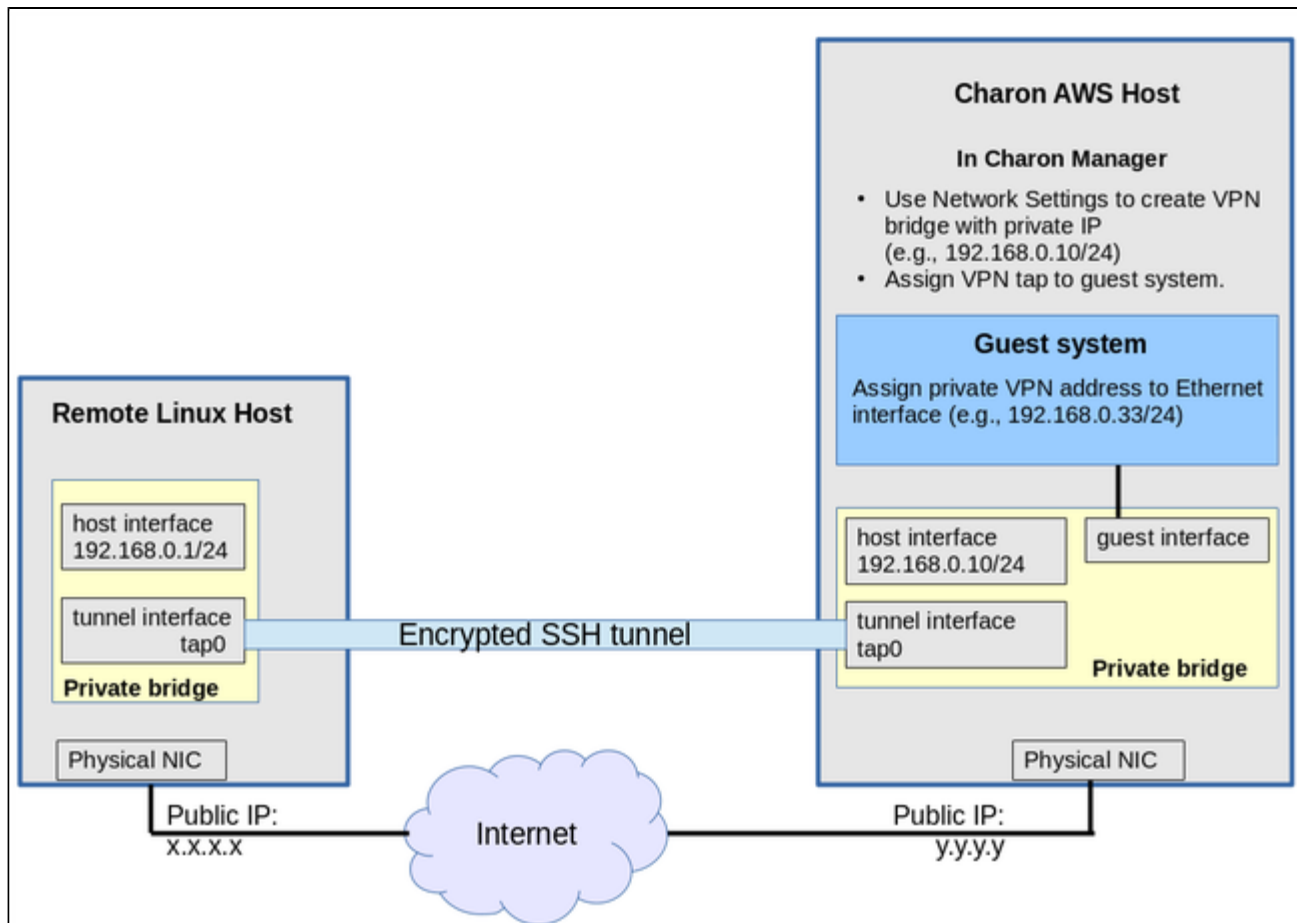 Charon AWS Host
In Charon Manager
• Use Network Settings to create VPN
bridge with private IP
(e.g., 192.168.0.10/24)
• Assign VPN tap to guest system.
Guest system
Assign private VPN address to Ethernet
interface (e.g., 192.168.0.33/24)
Remote Linux Host
host interface
192.168.0.1/24
tunnel interface
tap0
Private bridge
Physical NIC
host interface
192.168.0.10/24
guest interface
tunnel interface
tap0
Private bridge
Physical NIC
Encrypted SSH tunnel
Public IP:
x.x.x.x
Internet
Public IP:
y.y.y.y